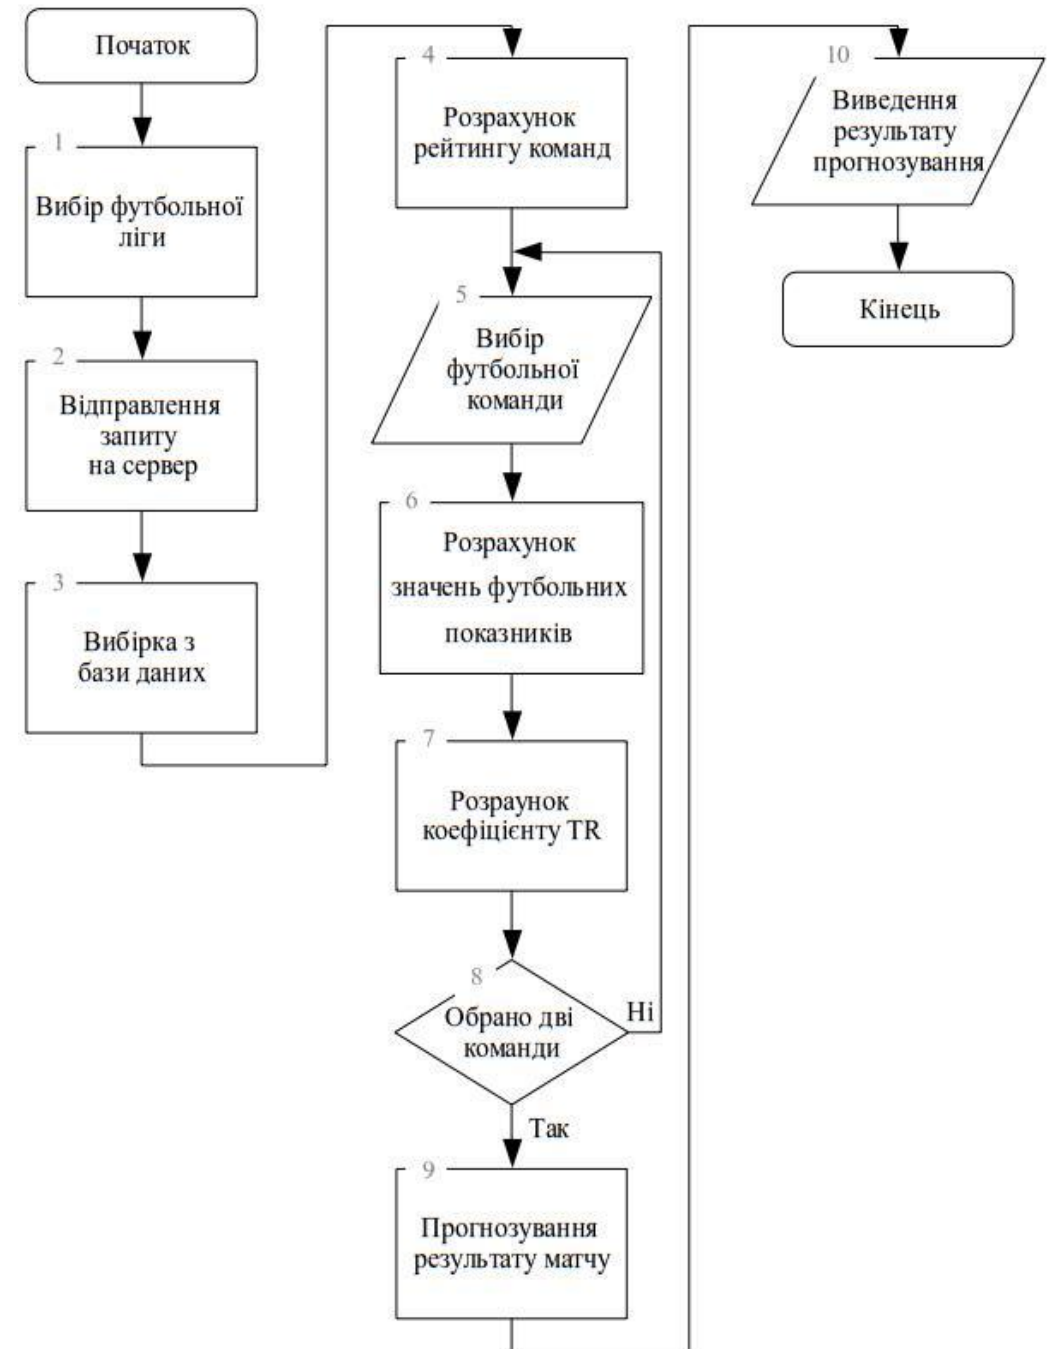 Початок
1
Вибір футбольної
ліги
2
Відправлення
запиту
на сервер
3
Вибірка з
бази даних
4
Розрахунок
рейтингу команд
5
Вибір
футбольної
команди
6
Розрахунок
значень футбольних
показників
7
Розраунок
коефіцієнту TR
8
Обрано дві
команди
Ні
Так
9
Прогнозування
результату матчу
10
Виведення
результату
прогнозування
Кінець